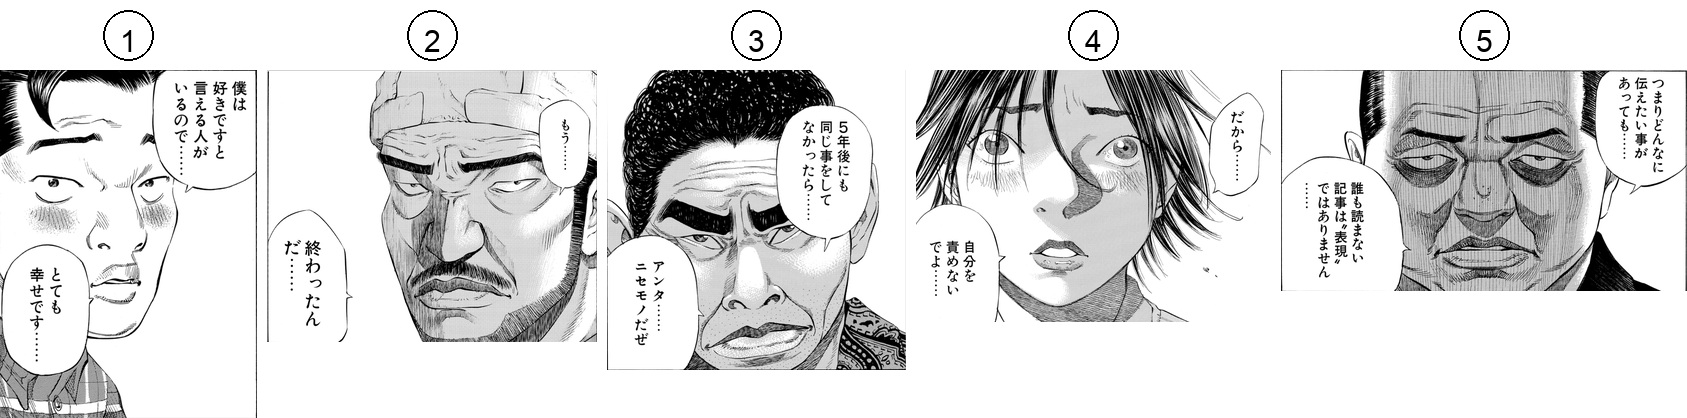 1
僕は
好きですと
言える人が
いるので……
とても
幸せです……
2
もう……
終わったん
だ……
3
5年後にも
同じ事をして
なかったら……
アンタ……
ニセモノだぜ
4
だから……
自分を
責めない
でよ……
5
つまりどんなに
伝えたい事が
あっても……
誰も読まない
記事は〝表現〟
ではありません
……